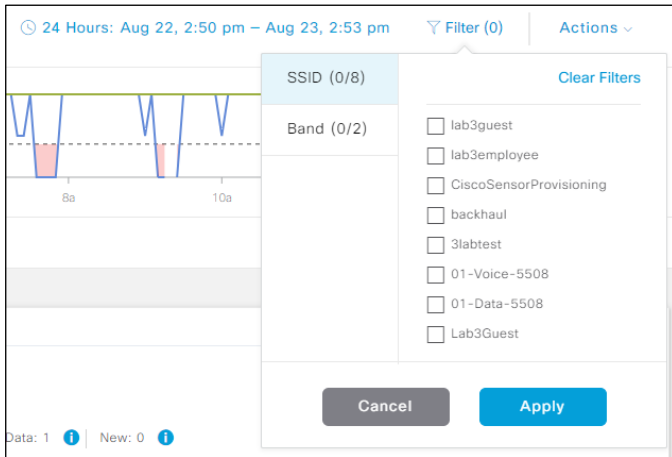 24 Hours: Aug 22, 2:50 pm – Aug 23, 2:53 pm
Filter (0)
Actions
SSID (0/8)
Band (0/2)
Clear Filters
lab3guest
lab3employee
CiscoSensorProvisioning
backhaul
3labtest
01-Voice-5508
01-Data-5508
Lab3Guest
Cancel
Apply
8a
10a
Data: 1
New: 0